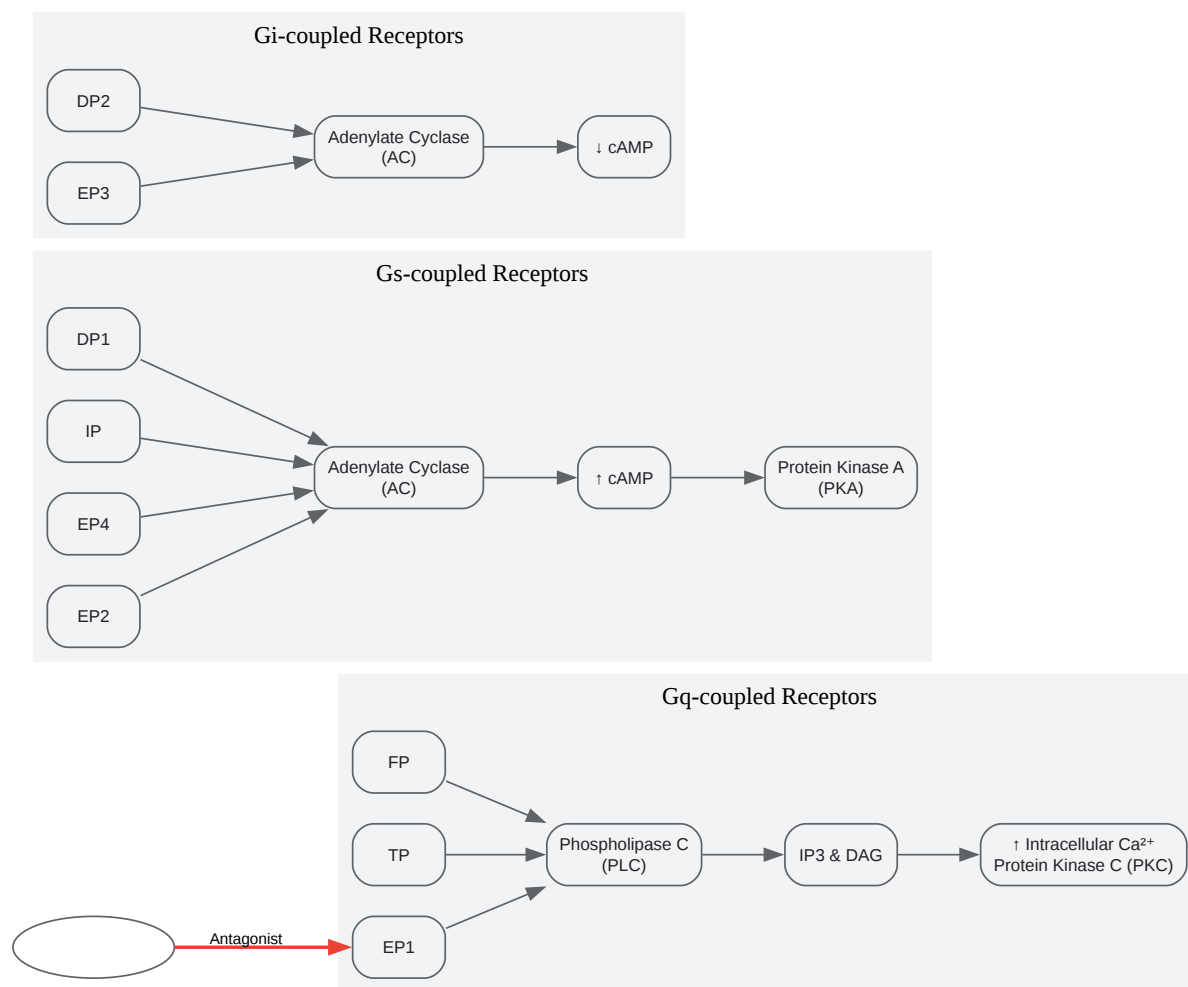 Gi-coupled Receptors
DP2
EP3
Adenylate Cyclase
(AC)
↓ cAMP
Gs-coupled Receptors
DP1
IP
EP4
EP2
Adenylate Cyclase
(AC)
↑ cAMP
Protein Kinase A
(PKA)
Gq-coupled Receptors
FP
TP
EP1
Phospholipase C
(PLC)
IP3 & DAG
↑ Intracellular Ca²⁺
Protein Kinase C (PKC)
Antagonist